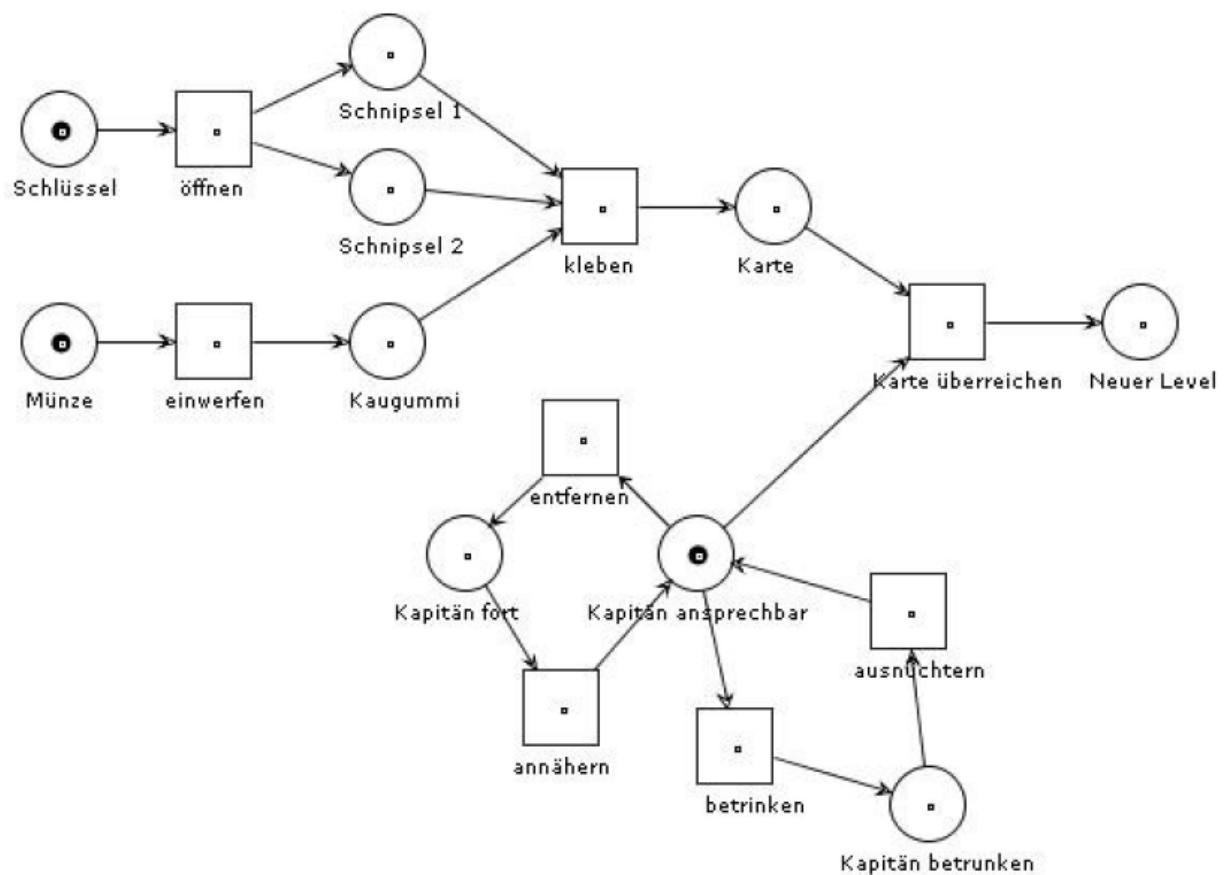 Schnipsel 1
Schlüssel
öffnen
Schnipsel 2
kleben
Karte
Münze
einwerfen
Kaugummi
Karte überreichen
Neuer Level
entfernen
Kapitän fort
Kapitän ansprechbar
ausnüchtern
annähern
betrinken
Kapitän betrunken